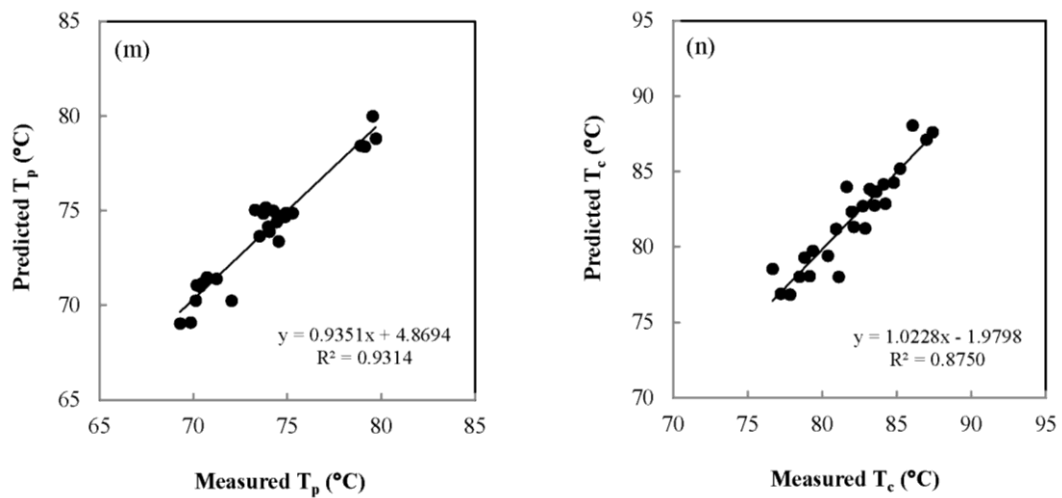 (m)
85
80
75
70
65
65
70
75
80
85
Predicted Tp (°C)
Measured Tp (°C)
y = 0.9351x + 4.8694
R² = 0.9314
(n)
95
90
85
80
75
70
70
75
80
85
90
95
Predicted Tc (°C)
Measured Tc (°C)
y = 1.0228x - 1.9798
R² = 0.8750